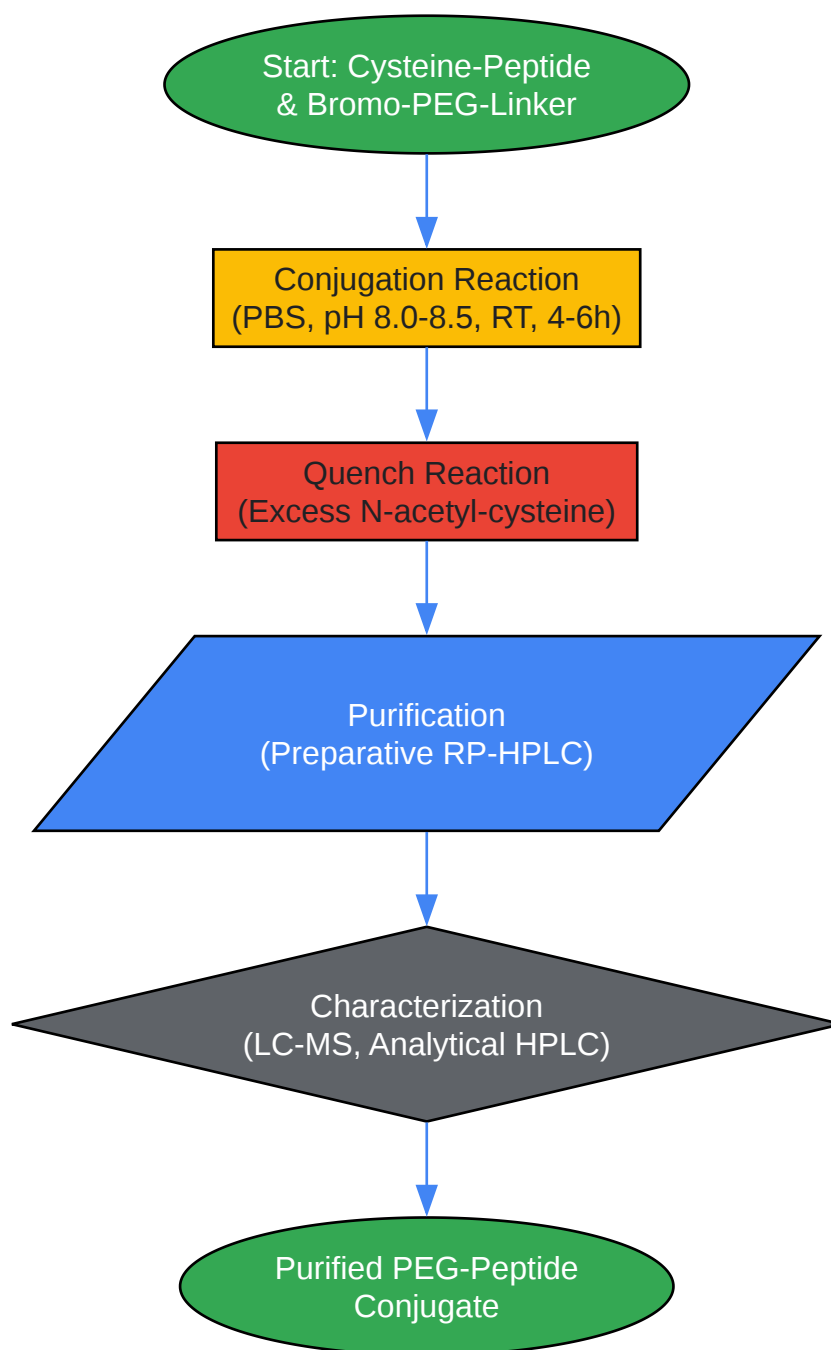 Start: Cysteine-Peptide
& Bromo-PEG-Linker
Conjugation Reaction
(PBS, pH 8.0-8.5, RT, 4-6h)
Quench Reaction
(Excess N-acetyl-cysteine)
Purification
(Preparative RP-HPLC)
Characterization
(LC-MS, Analytical HPLC)
Purified PEG-Peptide
Conjugate